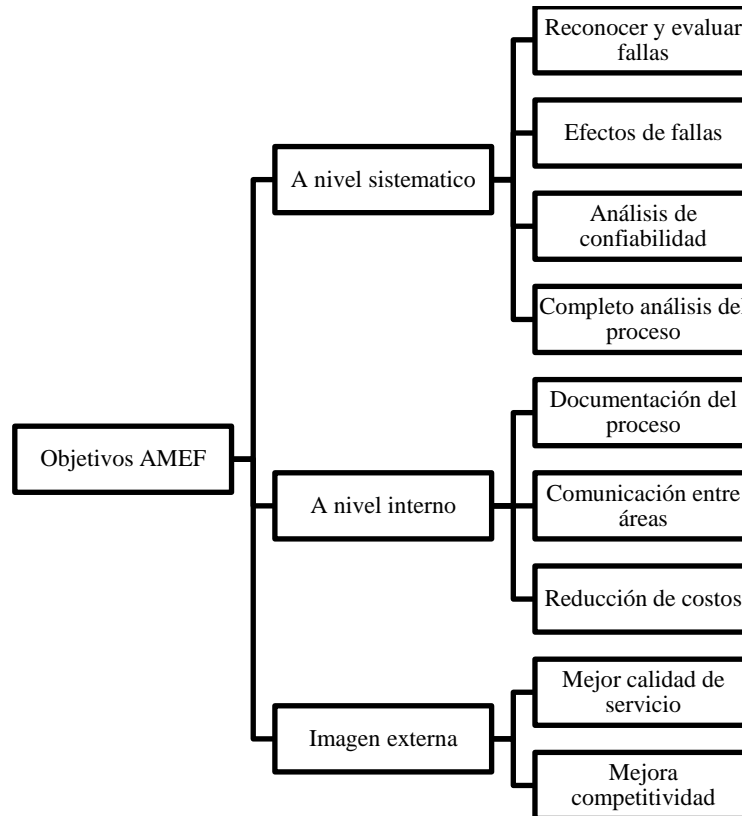 Objetivos AMEF
A nivel sistematico
Reconocer y evaluar
fallas
Efectos de fallas
Análisis de
confiabilidad
Completo análisis del
proceso
A nivel interno
Documentación del
proceso
Comunicación entre
áreas
Reducción de costos
Imagen externa
Mejor calidad de
servicio
Mejora
competitividad